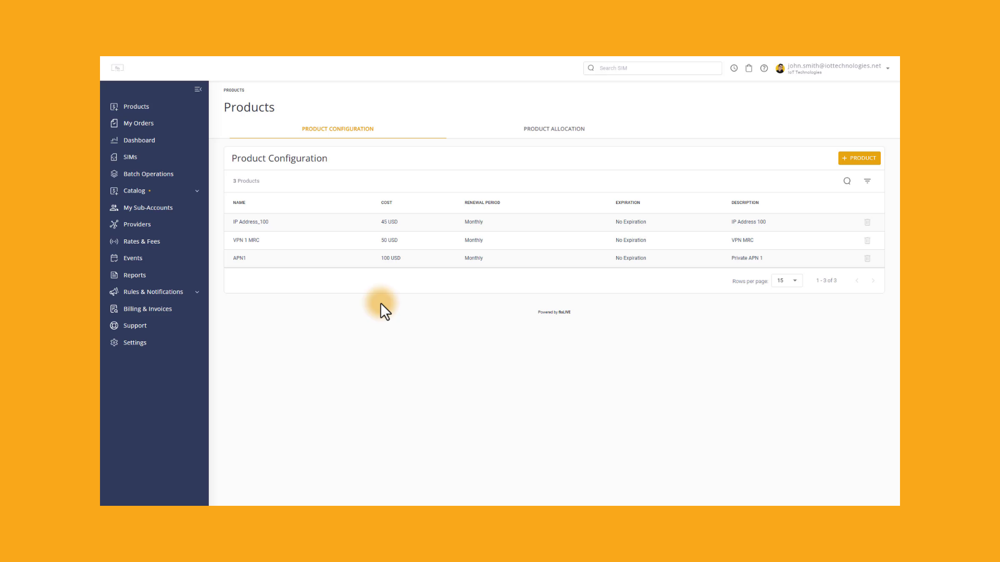 flo.
Search SIM
john.smith@iottechnologies.net
IoT Technologies
Products
My Orders
Dashboard
SIMs
Batch Operations
Catalog
My Sub-Accounts
Providers
Rates & Fees
Events
Reports
Rules & Notifications
Billing & Invoices
Support
Settings
PRODUCTS
Products
PRODUCT CONFIGURATION PRODUCT ALLOCATION
Product Configuration + PRODUCT
3 Products
NAME COST RENEWAL PERIOD EXPIRATION DESCRIPTION
IP Address_100 45 USD Monthly No Expiration IP Address 100
VPN 1 MRC 50 USD Monthly No Expiration VPN MRC
APN1 100 USD Monthly No Expiration Private APN 1
Rows per page: 15 1 - 3 of 3
Powered by floLIVE